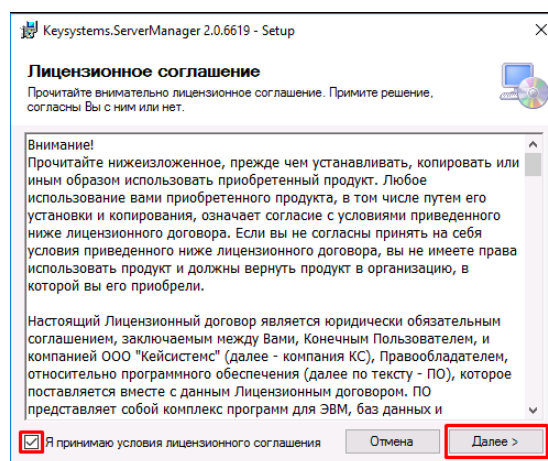 Keysystems.ServerManager 2.0.6619 - Setup
Лицензионное соглашение
Прочитайте внимательно лицензионное соглашение. Примите решение,
согласны Вы с ним или нет.
Внимание!
Прочитайте нижеизложенное, прежде чем устанавливать, копировать или
иным образом использовать приобретенный продукт. Любое
использование вами приобретенного продукта, в том числе путем его
установки и копирования, означает согласие с условиями приведенного
ниже лицензионного договора. Если вы не согласны принять на себя
условия приведенного ниже лицензионного договора, вы не имеете права
использовать продукт и должны вернуть продукт в организацию, в
которой вы его приобрели.
Настоящий Лицензионный договор является юридически обязательным
соглашением, заключаемым между Вами, Конечным Пользователем, и
компанией ООО "Кейсистемс" (далее - компания КС), Правообладателем,
относительно программного обеспечения (далее по тексту - ПО), которое
поставляется вместе с данным Лицензионным договором. ПО
представляет собой комплекс программ для ЭВМ, баз данных и
Я принимаю условия лицензионного соглашения
Отмена
Далее >